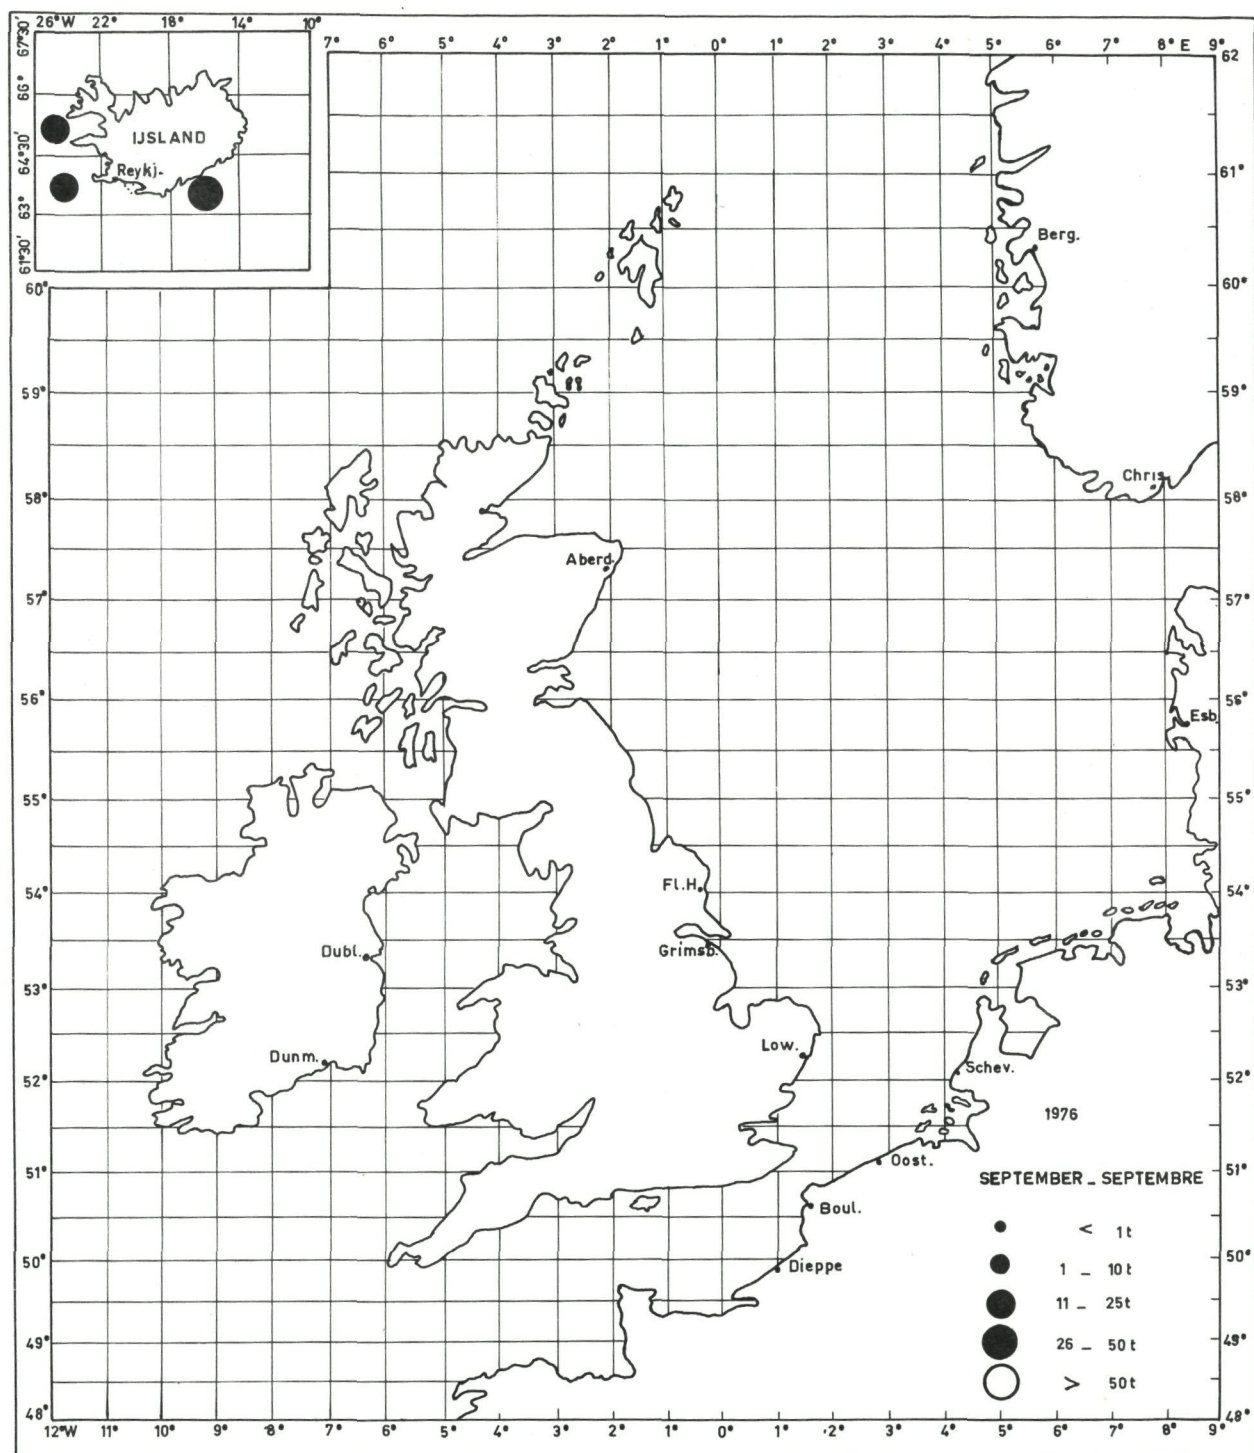 26°W 22° 18° 14° 10°
67°30'
66°
64°30'
63°
61°30'
IJSLAND
Reykj.
7° 6° 5° 4° 3° 2° 1° 0° 1° 2° 3° 4° 5° 6° 7° 8° E 9°
62
61°
60°
59°
58°
57°
56°
55°
54°
53°
52°
51°
50°
49°
48°
60°
59°
58°
57°
56°
55°
54°
53°
52°
51°
50°
49°
48°
Berg.
Chris
Aberd.
Esb
Fl.H.
Grimsb.
Dubl.
Dunm.
Low.
Schev.
Oost.
Boul.
Dieppe
1976
SEPTEMBER _ SEPTEMBRE
< 1t
1 _ 10t
11 _ 25t
26 _ 50t
> 50t
12°W 11° 10° 9° 8° 7° 6° 5° 4° 3° 2° 1° 0° 1° 2° 3° 4° 5° 6° 7° 8° 9°